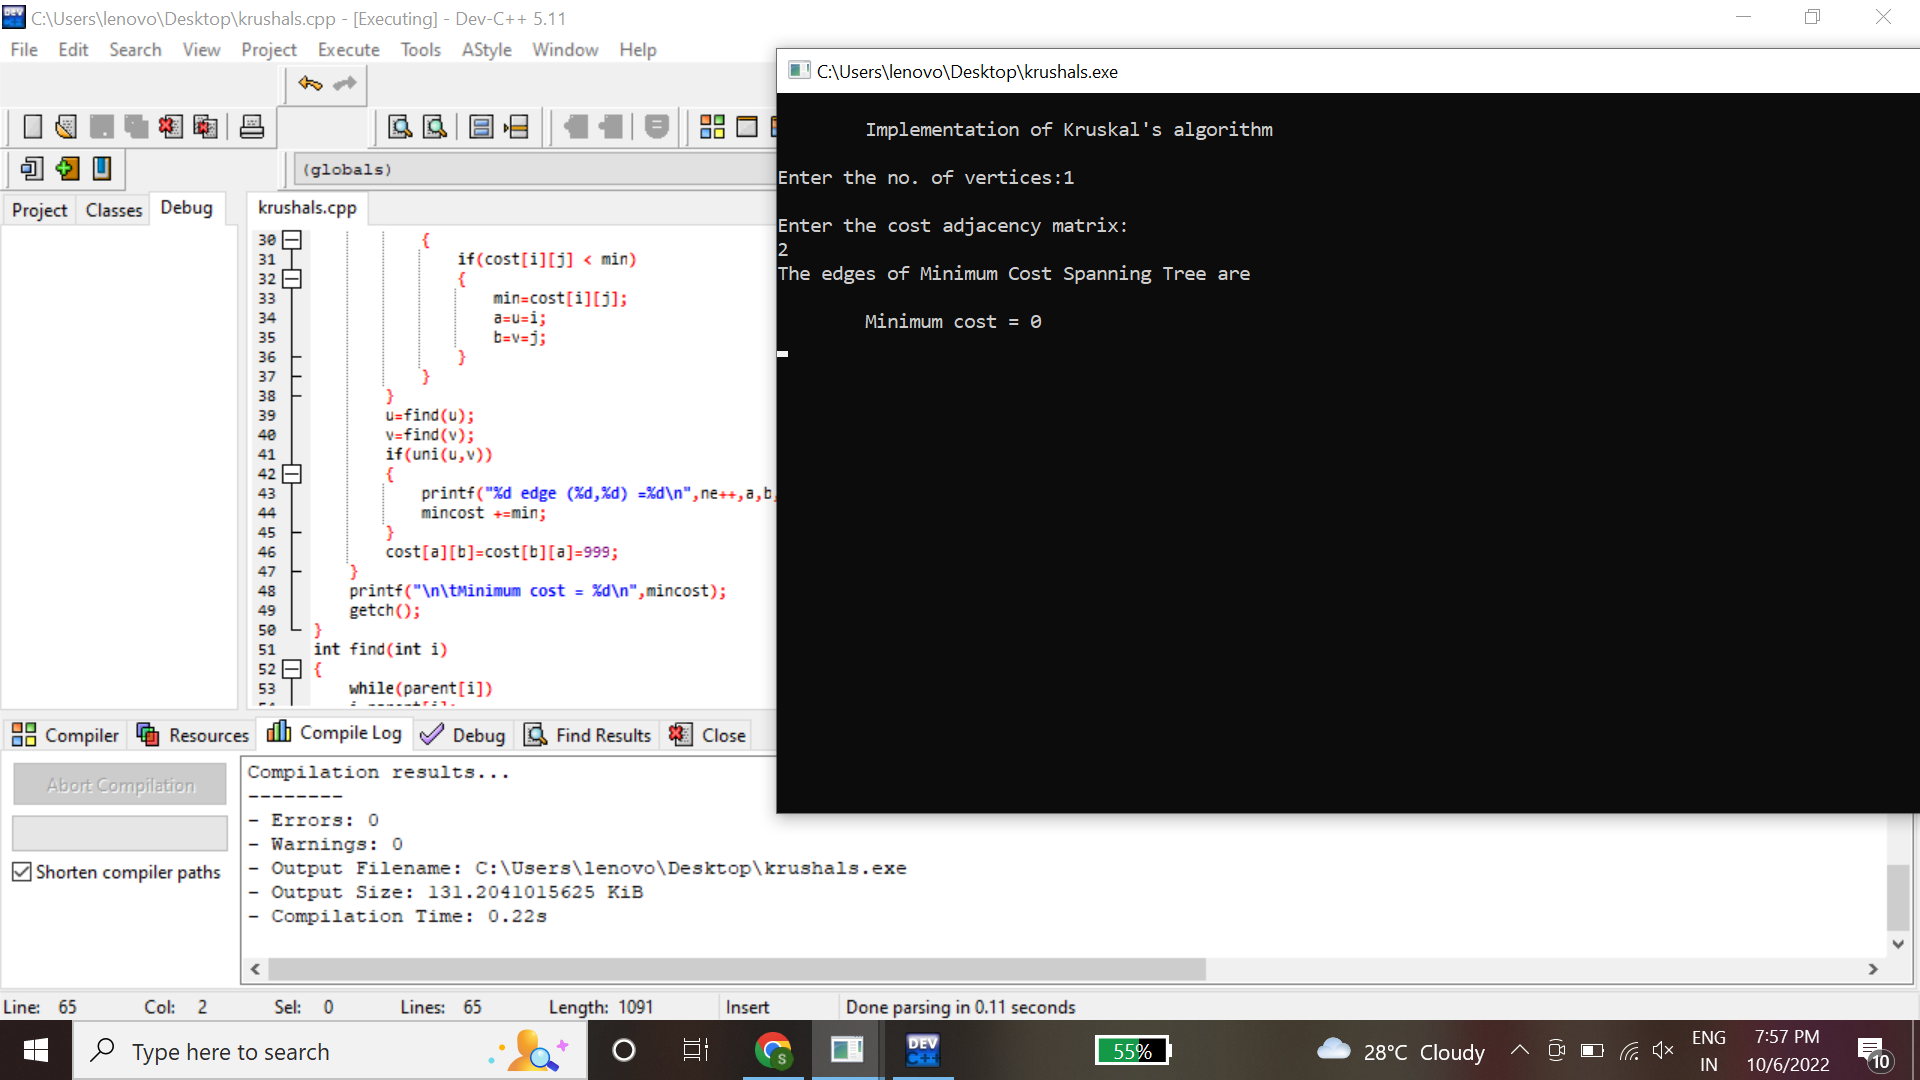 C:\Users\lenovo\Desktop\krushals.cpp - [Executing] - Dev-C++ 5.11
File Edit Search View Project Execute Tools AStyle Window Help
(globals)
Project Classes Debug
krushals.cpp
30 {
31 if(cost[i][j] < min)
32 {
33 min=cost[i][j];
34 a=u=i;
35 b=v=j;
36 }
37 }
38 }
39 u=find(u);
40 v=find(v);
41 if(uni(u,v))
42 {
43 printf("%d edge (%d,%d) =%d\n",ne++,a,b,
44 mincost +=min;
45 }
46 cost[a][b]=cost[b][a]=999;
47 }
48 printf("\n\tMinimum cost = %d\n",mincost);
49 getch();
50 }
51 int find(int i)
52 {
53 while(parent[i])
C:\Users\lenovo\Desktop\krushals.exe
Implementation of Kruskal's algorithm
Enter the no. of vertices:1
Enter the cost adjacency matrix:
2
The edges of Minimum Cost Spanning Tree are
Minimum cost = 0
Compiler Resources Compile Log Debug Find Results Close
Abort Compilation
Shorten compiler paths
Compilation results...
--------
- Errors: 0
- Warnings: 0
- Output Filename: C:\Users\lenovo\Desktop\krushals.exe
- Output Size: 131.2041015625 KiB
- Compilation Time: 0.22s
Line: 65 Col: 2 Sel: 0 Lines: 65 Length: 1091 Insert Done parsing in 0.11 seconds
Type here to search
S
DEV
C++
55%
28°C Cloudy
ENG
IN
7:57 PM
10/6/2022
10